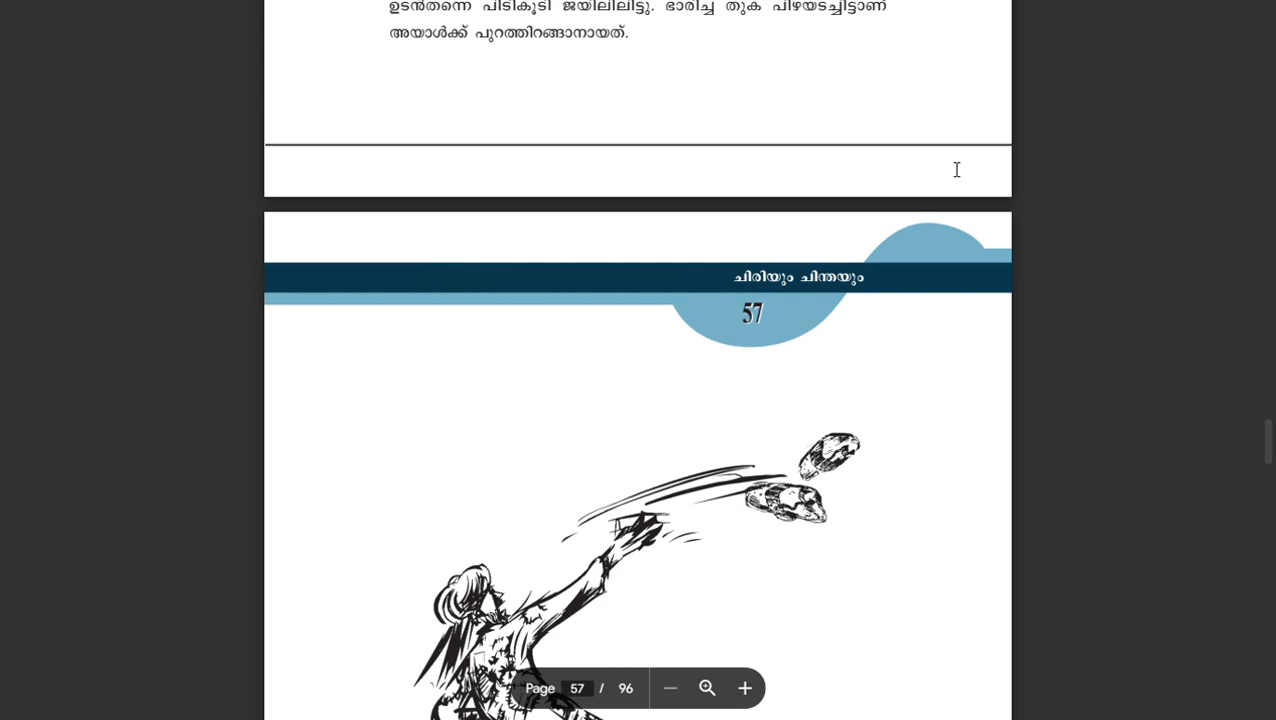 ഉടൻതന്നെ പിടികൂടി ജയിലിലിട്ടു. ഭാരിച്ച തുക പിഴയടച്ചിട്ടാണ്
അയാൾക്ക് പുറത്തിറങ്ങാനായത്.
ചിരിയും ചിന്തയും
57
Page 57 / 96